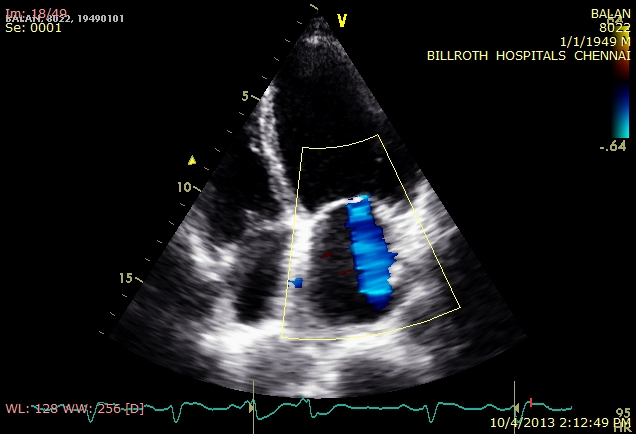 Im: 18/49
BALAN, 8022, 19490101
Se: 0001
V
BALAN
8022
1/1/1949 M
BILLROTH HOSPITALS CHENNAI
-.64
5
10
15
WL: 128 WW: 256 [D]
95
HR
10/4/2013 2:12:49 PM